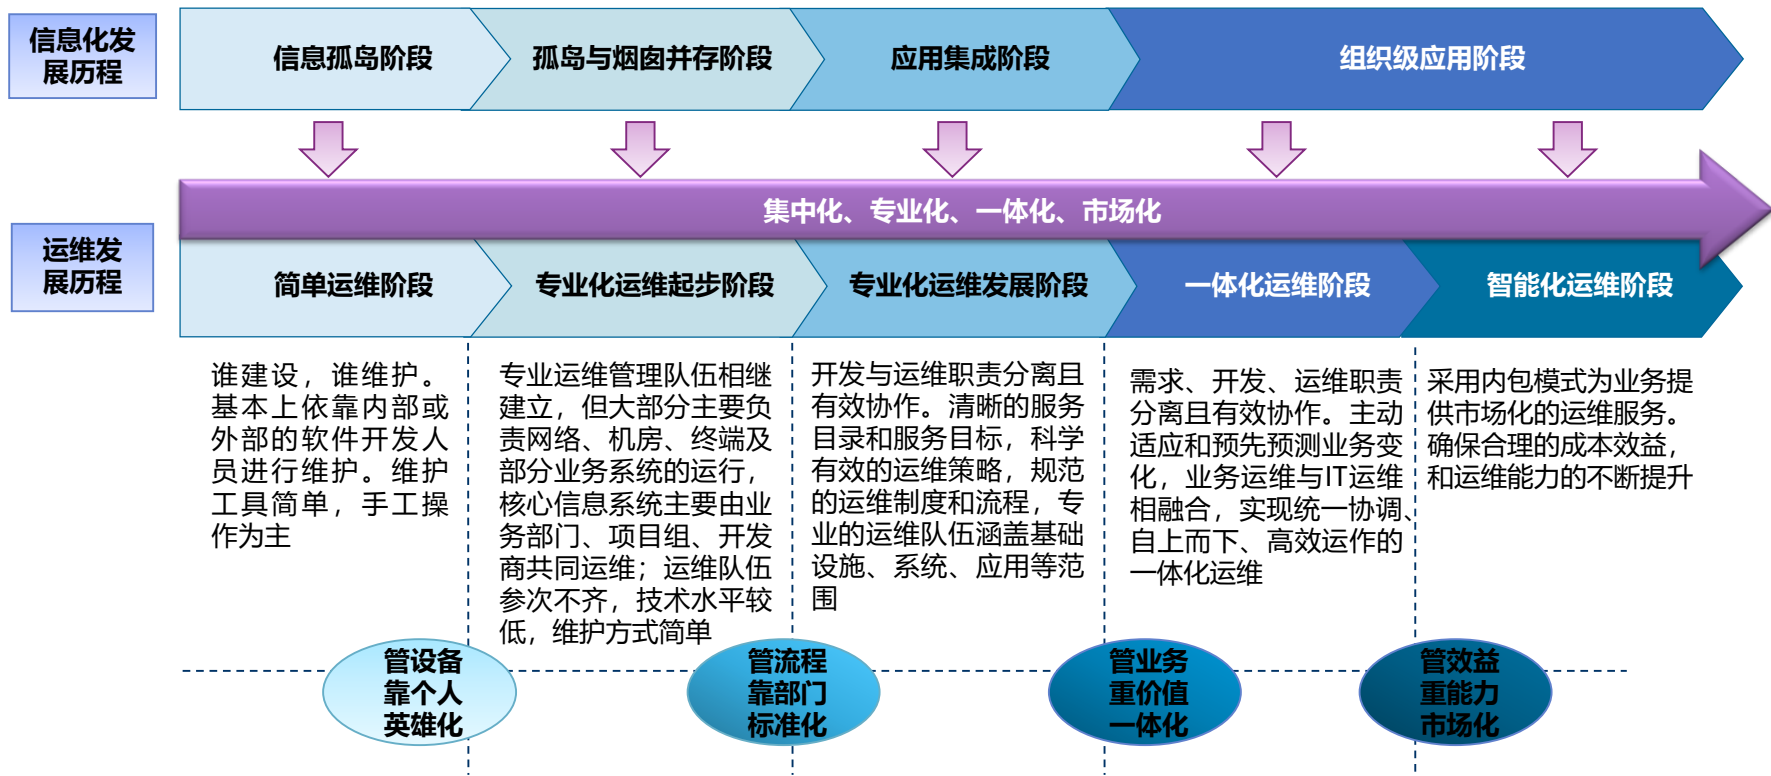 信息化发
展历程
信息孤岛阶段
孤岛与烟囱并存阶段
应用集成阶段
组织级应用阶段
集中化、专业化、一体化、市场化
运维发
展历程
简单运维阶段
专业化运维起步阶段
专业化运维发展阶段
一体化运维阶段
智能化运维阶段
谁建设，谁维护。
基本上依靠内部或
外部的软件开发人
员进行维护。维护
工具简单，手工操
作为主
专业运维管理队伍相继
建立，但大部分主要负
责网络、机房、终端及
部分业务系统的运行，
核心信息系统主要由业
务部门、项目组、开发
商共同运维；运维队伍
参次不齐，技术水平较
低，维护方式简单
开发与运维职责分离且
有效协作。清晰的服务
目录和服务目标，科学
有效的运维策略，规范
的运维制度和流程，专
业的运维队伍涵盖基础
设施、系统、应用等范
围
需求、开发、运维职责
分离且有效协作。主动
适应和预先预测业务变
化，业务运维与IT运维
相融合，实现统一协调、
自上而下、高效运作的
一体化运维
采用内包模式为业务提
供市场化的运维服务。
确保合理的成本效益，
和运维能力的不断提升
管设备
靠个人
英雄化
管流程
靠部门
标准化
管业务
重价值
一体化
管效益
重能力
市场化